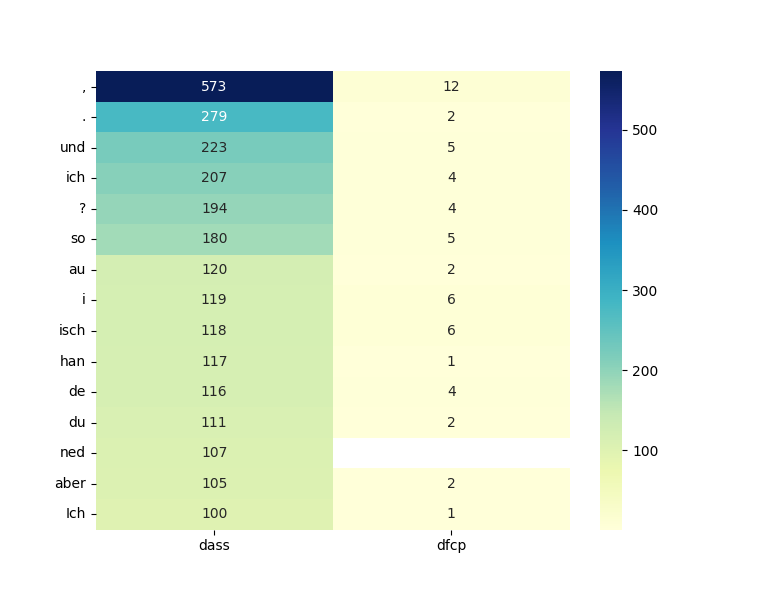 , 573 12
. 279 2
500
und 223 5
ich 207 4
400
? 194 4
so 180 5
au 120 2
300
i 119 6
isch 118 6
han 117 1
200
de 116 4
du 111 2
ned 107
100
aber 105 2
Ich 100 1
dass dfcp